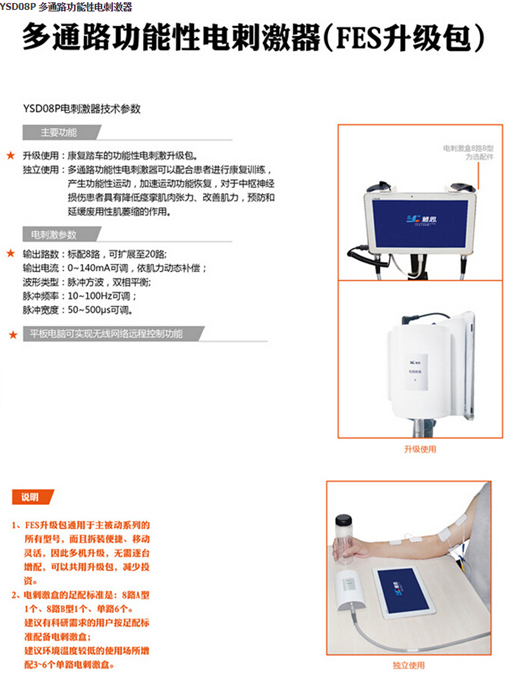 YSD08P 多通路功能性电刺激器
多通路功能性电刺激器(FES升级包)
YSD08P电刺激器技术参数
主要功能
★ 升级使用：康复踏车的功能性电刺激升级包。
独立使用：多通路功能性电刺激器可以配合患者进行康复训练，
产生功能性运动，加速运动功能恢复，对于中枢神经
损伤患者具有降低痉挛肌肉张力、改善肌力，预防和
延缓废用性肌萎缩的作用。
电刺激参数
★ 输出路数：标配8路，可扩展至20路;
输出电流：0~140mA可调，依肌力动态补偿；
波形类型：脉冲方波，双相平衡;
脉冲频率：10~100Hz可调；
脉冲宽度：50~500μs可调。
★ 平板电脑可实现无线网络远程控制功能
电刺激盒8路B型
为选配件
升级使用
说明
1、FES升级包通用于主被动系列的
所有型号，而且拆装便捷、移动
灵活，因此多机升级，无需逐台
增配，可以共用升级包，减少投
资。
2、电刺激盒的足配标准是：8路A型
1个、8路B型1个、单路6个。
建议有科研需求的用户按足配标
准配备电刺激盒；
建议环境温度较低的使用场所增
配3~6个单路电刺激盒。
独立使用